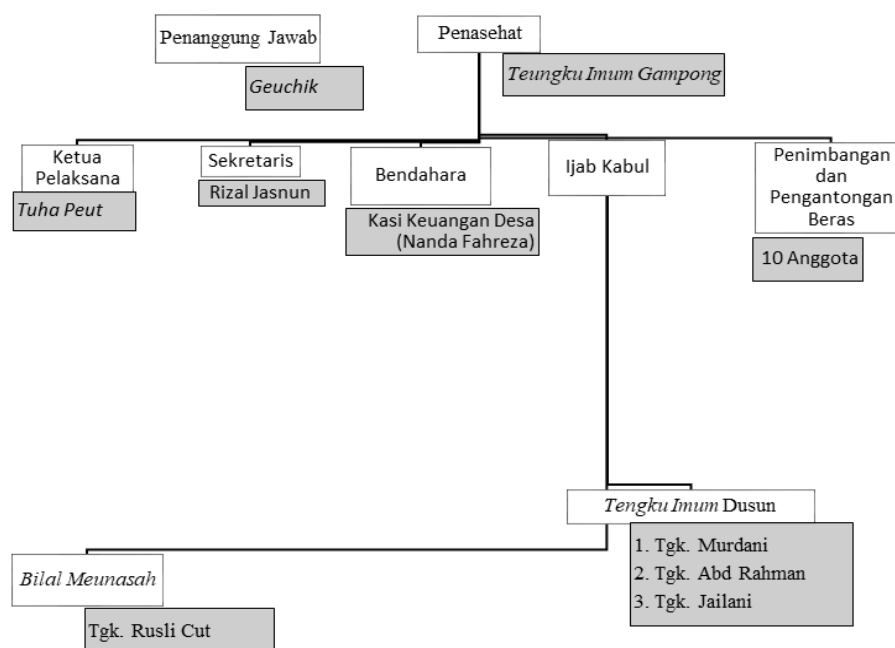 Penanggung Jawab
Geuchik
Penasehat
Teungku Imum Gampong
Ketua
Pelaksana
Tuha Peut
Sekretaris
Rizal Jasnun
Bendahara
Kasi Keuangan Desa
(Nanda Fahreza)
Ijab Kabul
Penimbangan
dan
Pengantongan
Beras
10 Anggota
Tengku Imum Dusun
1. Tgk. Murdani
2. Tgk. Abd Rahman
3. Tgk. Jailani
Bilal Meunasah
Tgk. Rusli Cut